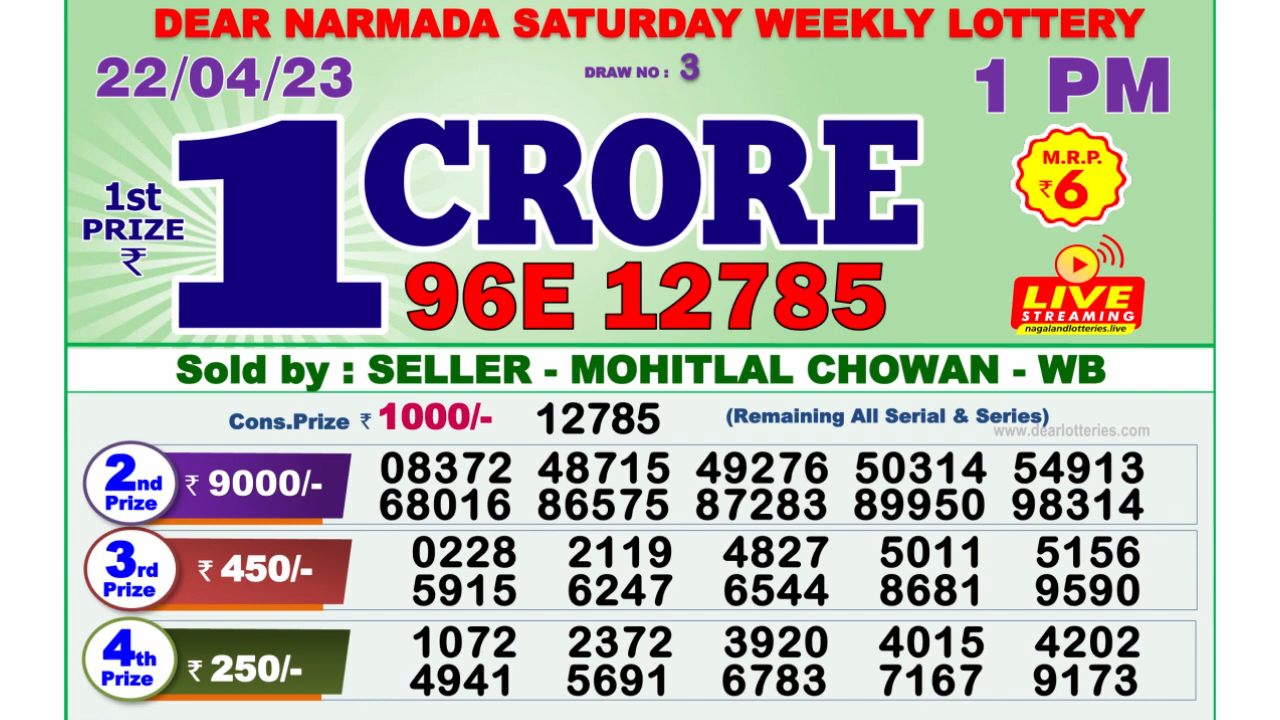 DEAR NARMADA SATURDAY WEEKLY LOTTERY
22/04/23 DRAW NO : 3 1 PM
1st PRIZE ₹ 1 CRORE
M.R.P. ₹6
96E 12785
LIVE
STREAMING
nagalandlotteries.live
Sold by : SELLER - MOHITLAL CHOWAN - WB
Cons.Prize ₹ 1000/- 12785 (Remaining All Serial & Series)
www.dearlotteries.com
2nd Prize ₹ 9000/-
08372 48715 49276 50314 54913
68016 86575 87283 89950 98314
3rd Prize ₹ 450/-
0228 2119 4827 5011 5156
5915 6247 6544 8681 9590
4th Prize ₹ 250/-
1072 2372 3920 4015 4202
4941 5691 6783 7167 9173